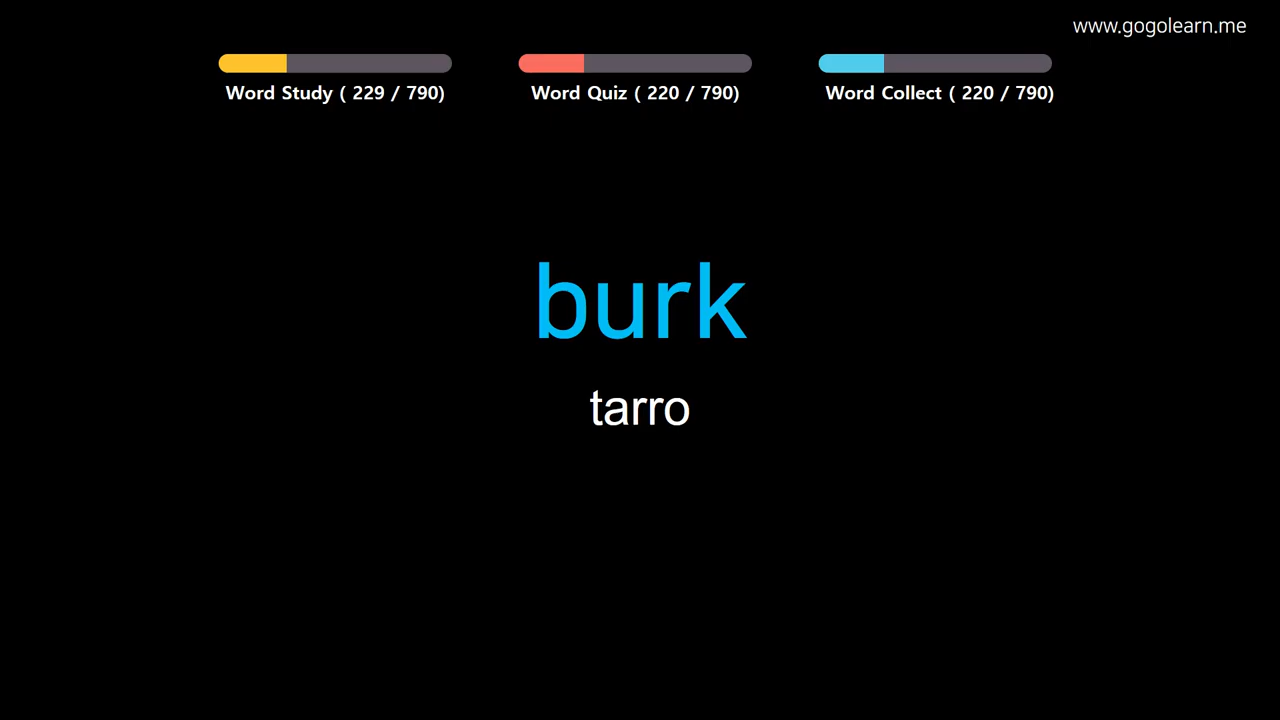 www.gogolearn.me
Word Study ( 229 / 790)
Word Quiz ( 220 / 790)
Word Collect ( 220 / 790)
burk
tarro